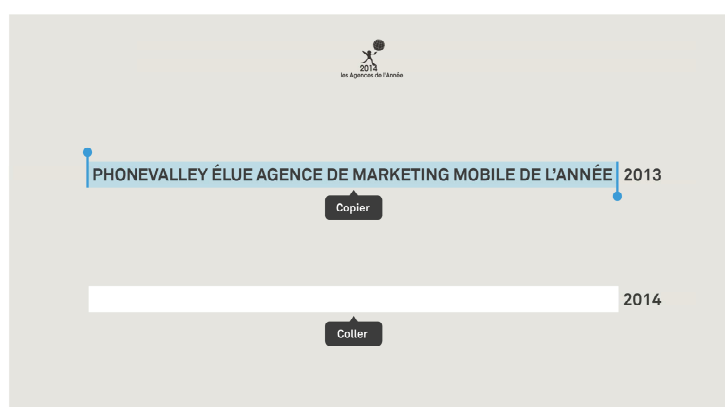 2014
les Agences de l'Année
PHONEVALLEY ÉLUE AGENCE DE MARKETING MOBILE DE L'ANNÉE 2013
Copier
2014
Coller